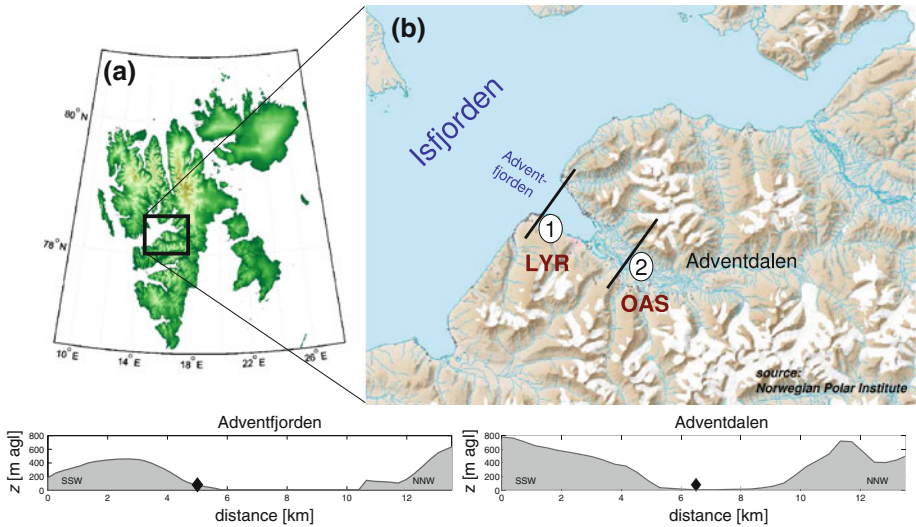 (a)
80° N
78° N
10° E
14° E
18° E
22° E
26° E
(b)
Isfjorden
Advent-
fjorden
1
LYR
2
OAS
Adventdalen
source:
Norwegian Polar Institute
Adventfjorden
z [m agl]
800
600
400
200
0
SSW
NNW
0 2 4 6 8 10 12
distance [km]
Adventdalen
z [m agl]
800
600
400
200
0
SSW
NNW
0 2 4 6 8 10 12
distance [km]